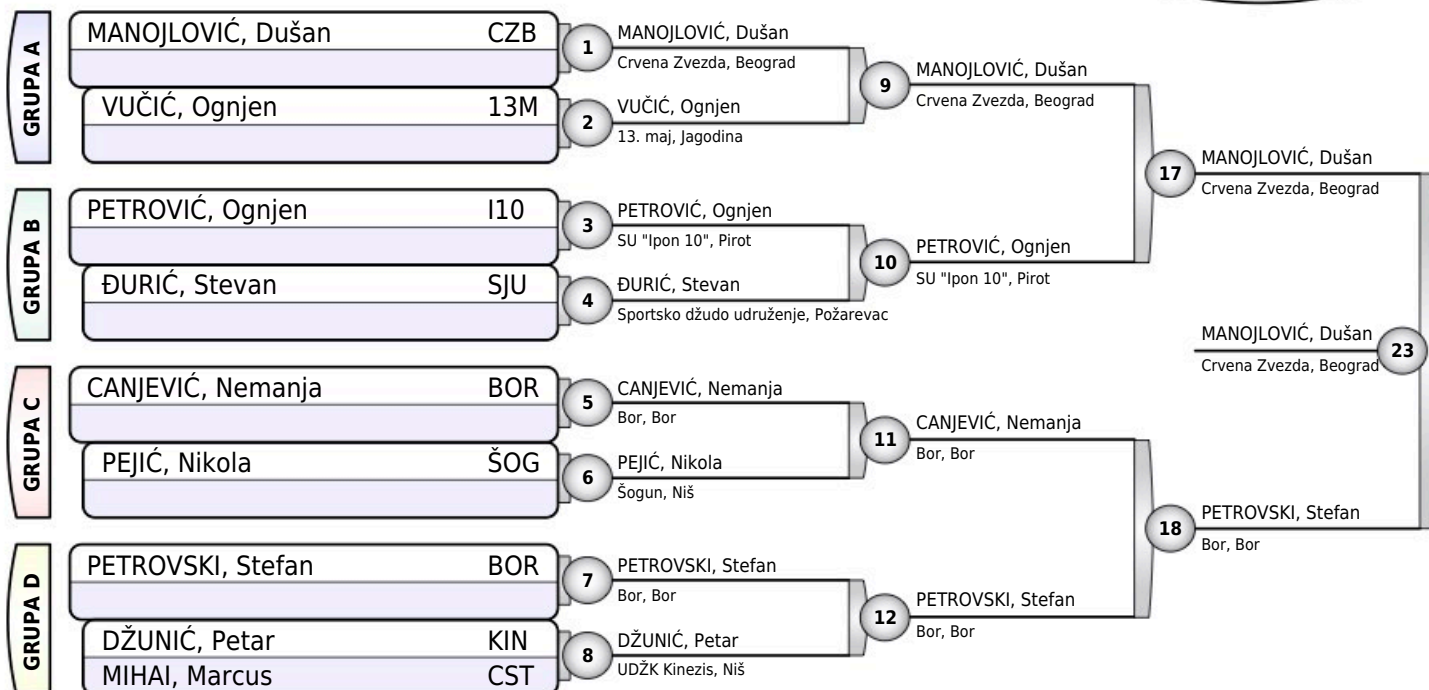 GRUPA A
MANOJLOVIĆ, Dušan CZB
VUČIĆ, Ognjen 13M
1
MANOJLOVIĆ, Dušan
Crvena Zvezda, Beograd
2
VUČIĆ, Ognjen
13. maj, Jagodina
9
MANOJLOVIĆ, Dušan
Crvena Zvezda, Beograd
GRUPA B
PETROVIĆ, Ognjen I10
ĐURIĆ, Stevan SJU
3
PETROVIĆ, Ognjen
SU "Ipon 10", Pirot
4
ĐURIĆ, Stevan
Sportsko džudo udruženje, Požarevac
10
PETROVIĆ, Ognjen
SU "Ipon 10", Pirot
17
MANOJLOVIĆ, Dušan
Crvena Zvezda, Beograd
GRUPA C
CANJEVIĆ, Nemanja BOR
PEJIĆ, Nikola ŠOG
5
CANJEVIĆ, Nemanja
Bor, Bor
6
PEJIĆ, Nikola
Šogun, Niš
11
CANJEVIĆ, Nemanja
Bor, Bor
GRUPA D
PETROVSKI, Stefan BOR
DŽUNIĆ, Petar KIN
MIHAI, Marcus CST
7
PETROVSKI, Stefan
Bor, Bor
8
DŽUNIĆ, Petar
UDŽK Kinezis, Niš
12
PETROVSKI, Stefan
Bor, Bor
18
PETROVSKI, Stefan
Bor, Bor
MANOJLOVIĆ, Dušan
Crvena Zvezda, Beograd
23